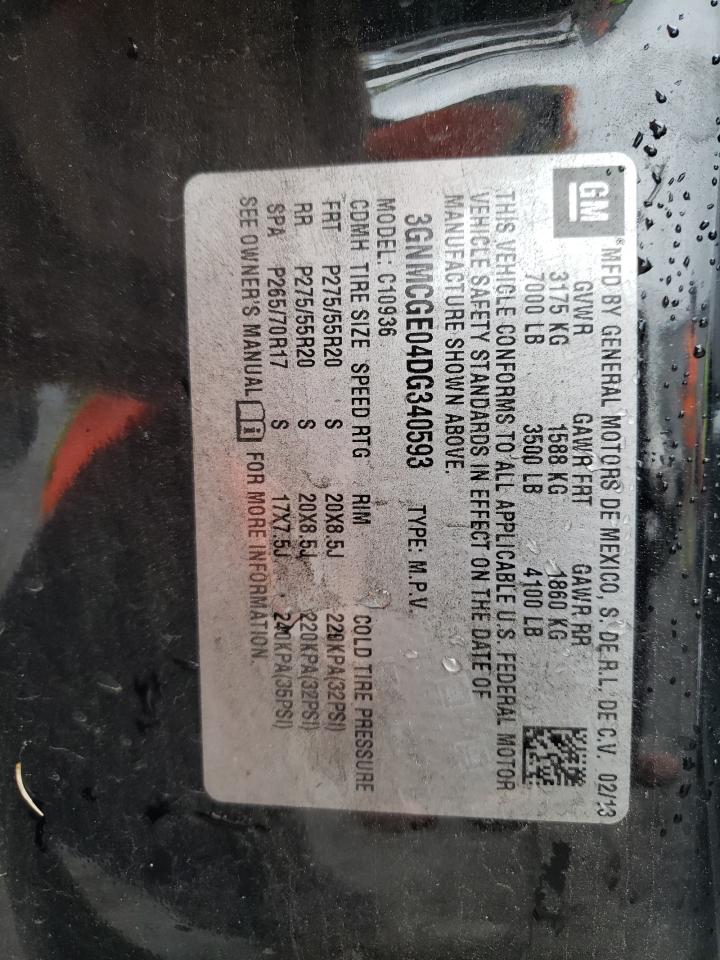 GM
®MFD BY GENERAL MOTORS DE MEXICO, S. DE R.L. DE C.V. 02/13
GVWR GAWR FRT GAWR RR
3175 KG 1588 KG 1860 KG
7000 LB 3500 LB 4100 LB
THIS VEHICLE CONFORMS TO ALL APPLICABLE U.S. FEDERAL MOTOR
VEHICLE SAFETY STANDARDS IN EFFECT ON THE DATE OF
MANUFACTURE SHOWN ABOVE.
3GNMCGE04DG340593 TYPE: M.P.V.
MODEL: C10936
CDMH TIRE SIZE SPEED RTG RIM COLD TIRE PRESSURE
FRT P275/55R20 S 20X8.5J 220KPA(32PSI)
RR P275/55R20 S 20X8.5J 220KPA(32PSI)
SPA P265/70R17 S 17X7.5J 240KPA(35PSI)
SEE OWNER'S MANUAL FOR MORE INFORMATION.